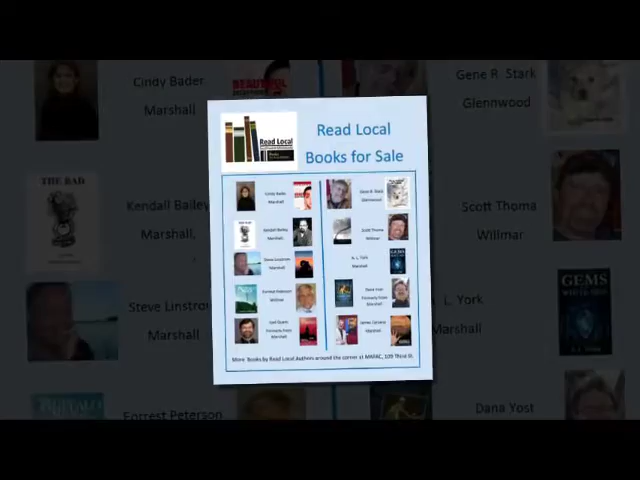 Cindy Bader
Marshall
THE BAD
Kendall Bailey
Marshall,
Steve Linstrou
Marshall
Forrest Peterson
BEAUTIFUL
Read Local
Read Local
Books for Sale
Cindy Bader
Marshall
Kendall Bailey
Marshall
Steve Linstrom
Marshall
Forrest Peterson
Willmar
Formerly from
Marshall
Gene R. Stark
Glennwood
Scott Thoma
Willmar
A. L. York
Marshall
Dana Yost
Formerly from
Marshall
Marshall
More Books by Read Local Authors around the corner at MAFAC, 109 Third St.
Gene R. Stark
Glennwood
Scott Thoma
Willmar
L. York
Marshall
GEMS
Dana Yost